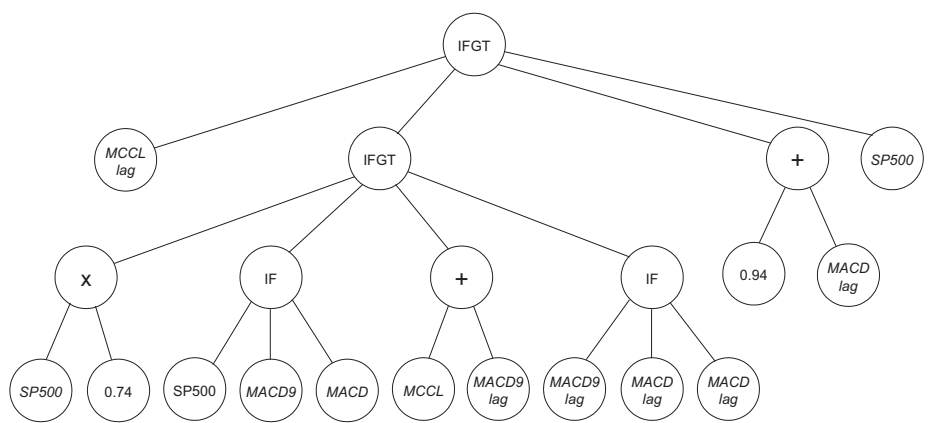 IFGT
MCCL
lag
IFGT
+
SP500
x
IF
+
IF
0.94
MACD
lag
SP500
0.74
SP500
MACD9
MACD
MCCL
MACD9
lag
MACD9
lag
MACD
lag
MACD
lag